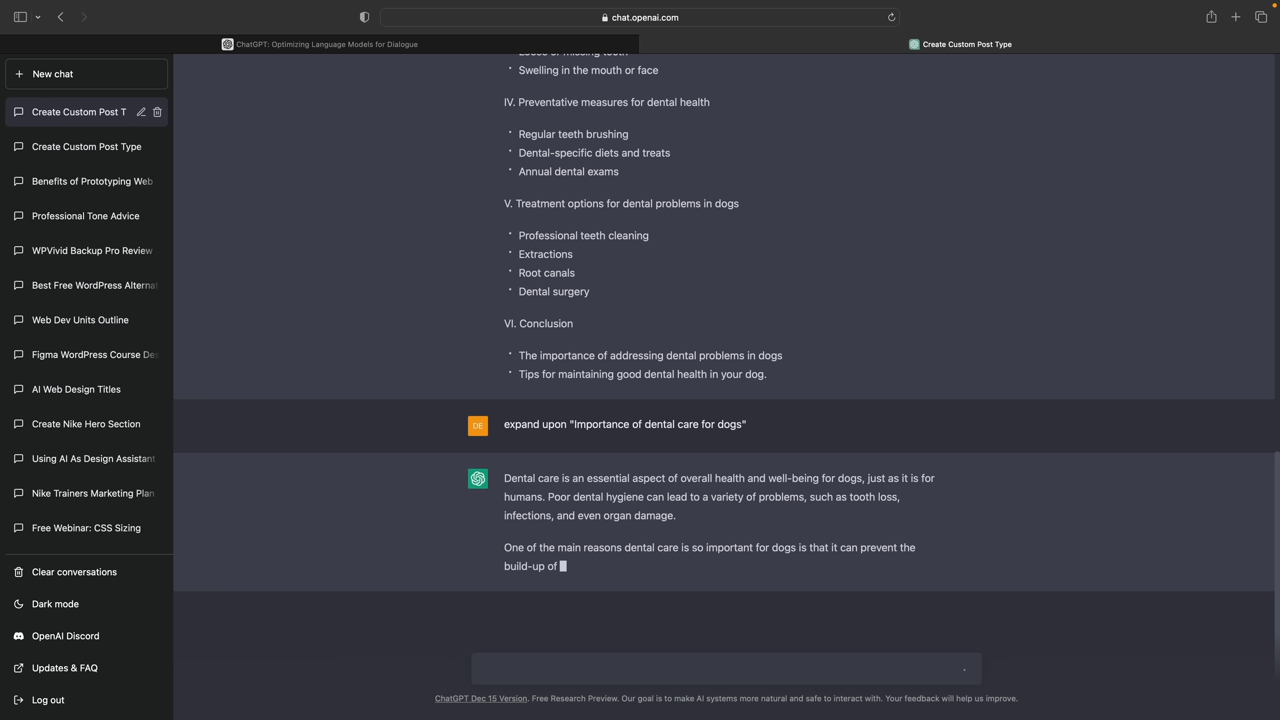 chat.openai.com
ChatGPT: Optimizing Language Models for Dialogue
Create Custom Post Type
New chat
Create Custom Post T
Create Custom Post Type
Benefits of Prototyping Web
Professional Tone Advice
WPVivid Backup Pro Review
Best Free WordPress Alternat
Web Dev Units Outline
Figma WordPress Course Des
AI Web Design Titles
Create Nike Hero Section
Using AI As Design Assistant
Nike Trainers Marketing Plan
Free Webinar: CSS Sizing
Clear conversations
Dark mode
OpenAI Discord
Updates & FAQ
Log out
• Swelling in the mouth or face
IV. Preventative measures for dental health
• Regular teeth brushing
• Dental-specific diets and treats
• Annual dental exams
V. Treatment options for dental problems in dogs
• Professional teeth cleaning
• Extractions
• Root canals
• Dental surgery
VI. Conclusion
• The importance of addressing dental problems in dogs
• Tips for maintaining good dental health in your dog.
DE
expand upon "Importance of dental care for dogs"
Dental care is an essential aspect of overall health and well-being for dogs, just as it is for
humans. Poor dental hygiene can lead to a variety of problems, such as tooth loss,
infections, and even organ damage.
One of the main reasons dental care is so important for dogs is that it can prevent the
build-up of
ChatGPT Dec 15 Version. Free Research Preview. Our goal is to make AI systems more natural and safe to interact with. Your feedback will help us improve.